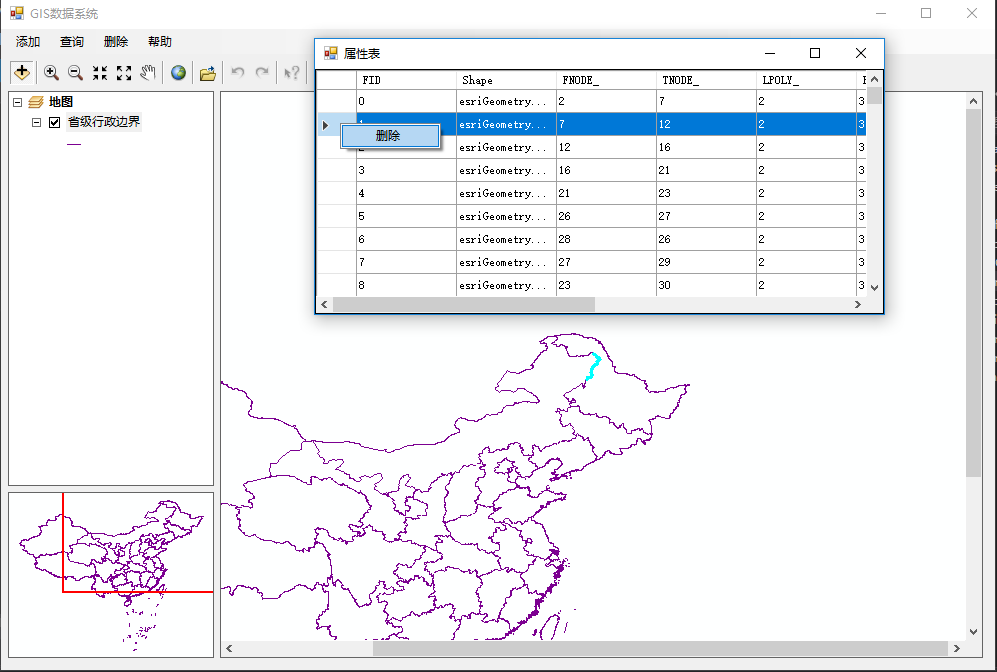 GIS数据系统
添加 查询 删除 帮助
地图
省级行政边界
属性表
FID Shape FNODE_ TNODE_ LPOLY_
0 esriGeometry... 2 7 2 3
esriGeometry... 7 12 2 3
删除
2 esriGeometry... 12 16 2 3
3 esriGeometry... 16 21 2 3
4 esriGeometry... 21 23 2 3
5 esriGeometry... 26 27 2 3
6 esriGeometry... 28 26 2 3
7 esriGeometry... 27 29 2 3
8 esriGeometry... 23 30 2 3